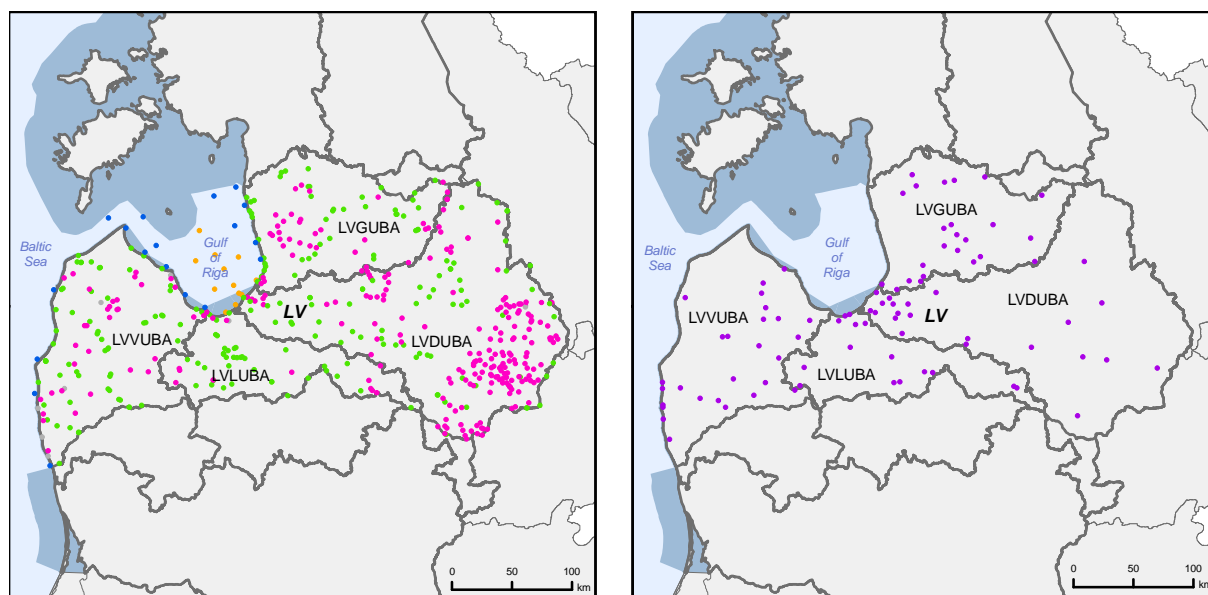 LVGUBA
Baltic
Sea
Gulf
of
Riga
LV
LVVUBA
LVDUBA
LVLUBA
0 50 100
km
LVGUBA
Baltic
Sea
Gulf
of
Riga
LVDUBA
LV
LVVUBA
LVLUBA
0 50 100
km